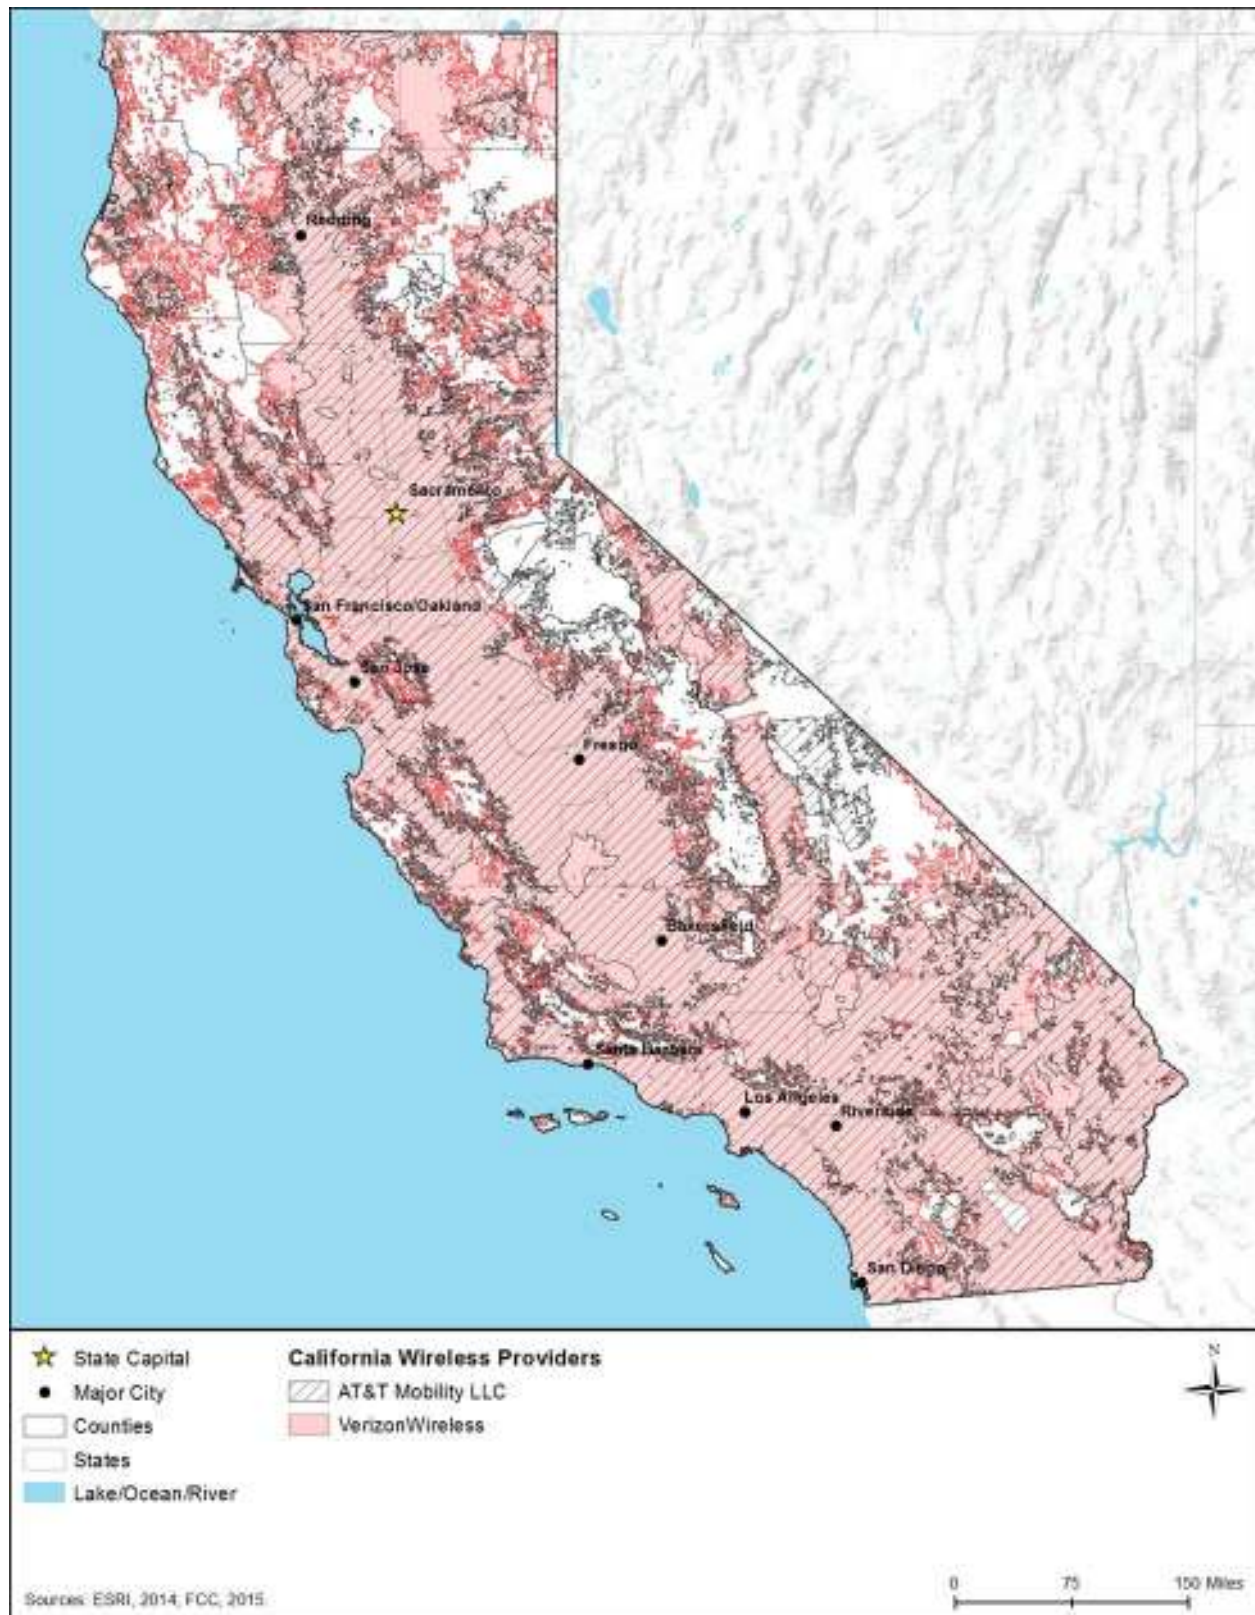 Redding
Sacramento
San Francisco/Oakland
San Jose
Fresno
Bakersfield
Santa Barbara
Los Angeles
Riverside
San Diego
State Capital
Major City
Counties
States
Lake/Ocean/River
California Wireless Providers
AT&T Mobility LLC
VerizonWireless
N
0 75 150 Miles
Sources: ESRI, 2014, FCC, 2015.